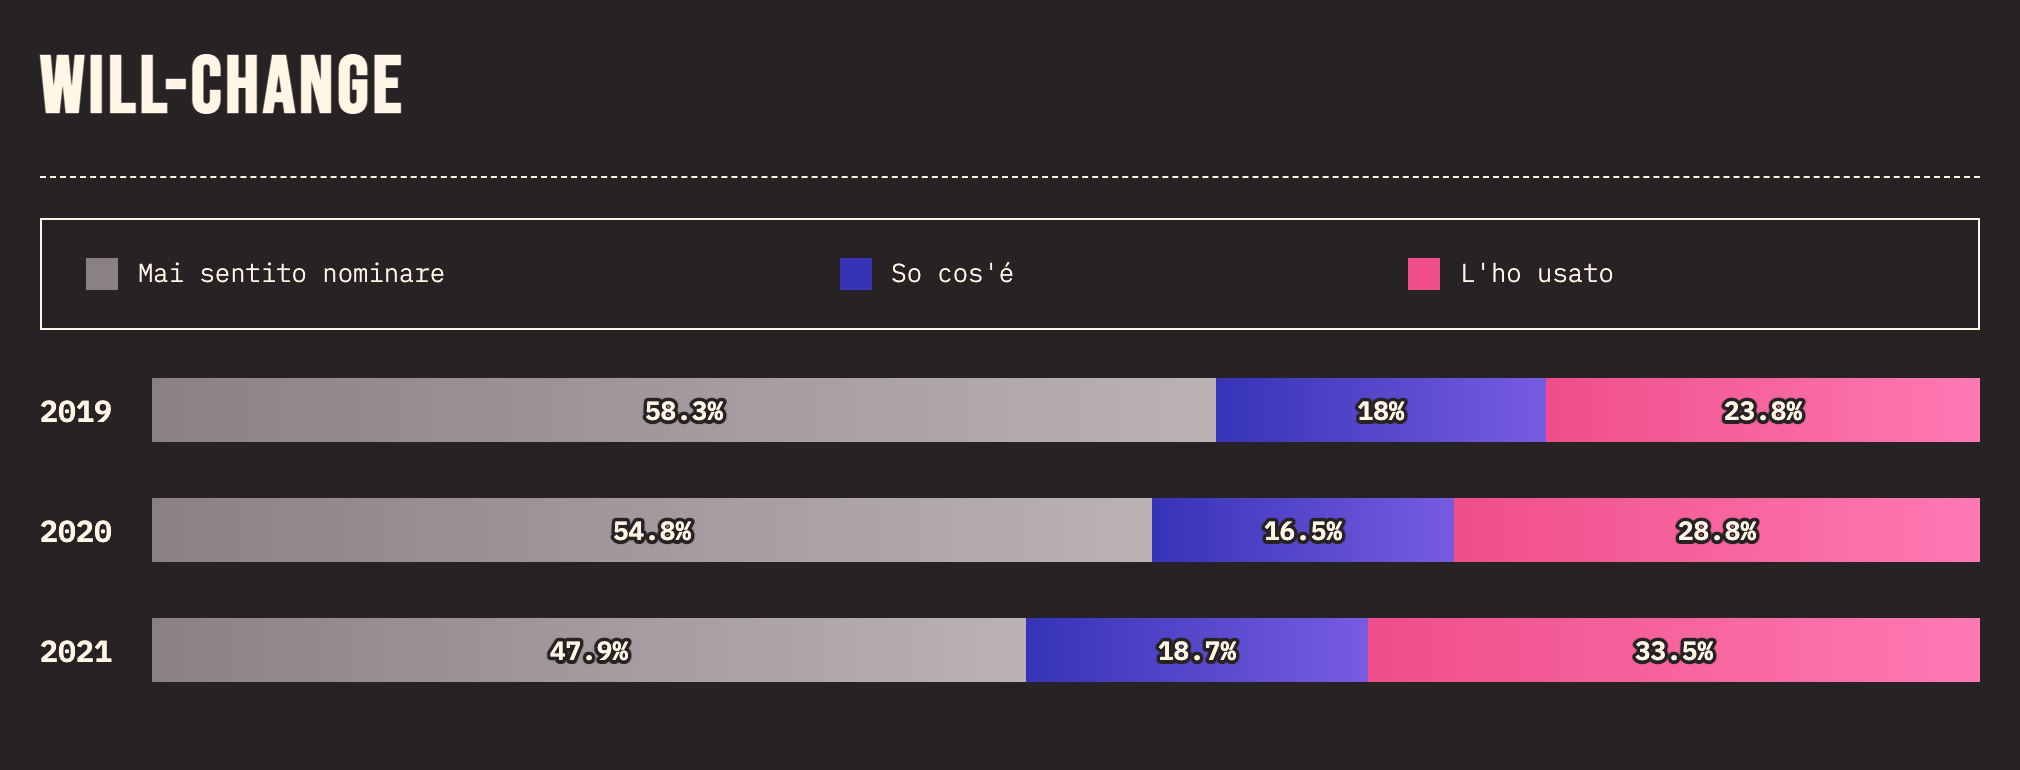 WILL-CHANGE
Mai sentito nominare So cos'é L'ho usato
2019 58.3% 18% 23.8%
2020 54.8% 16.5% 28.8%
2021 47.9% 18.7% 33.5%